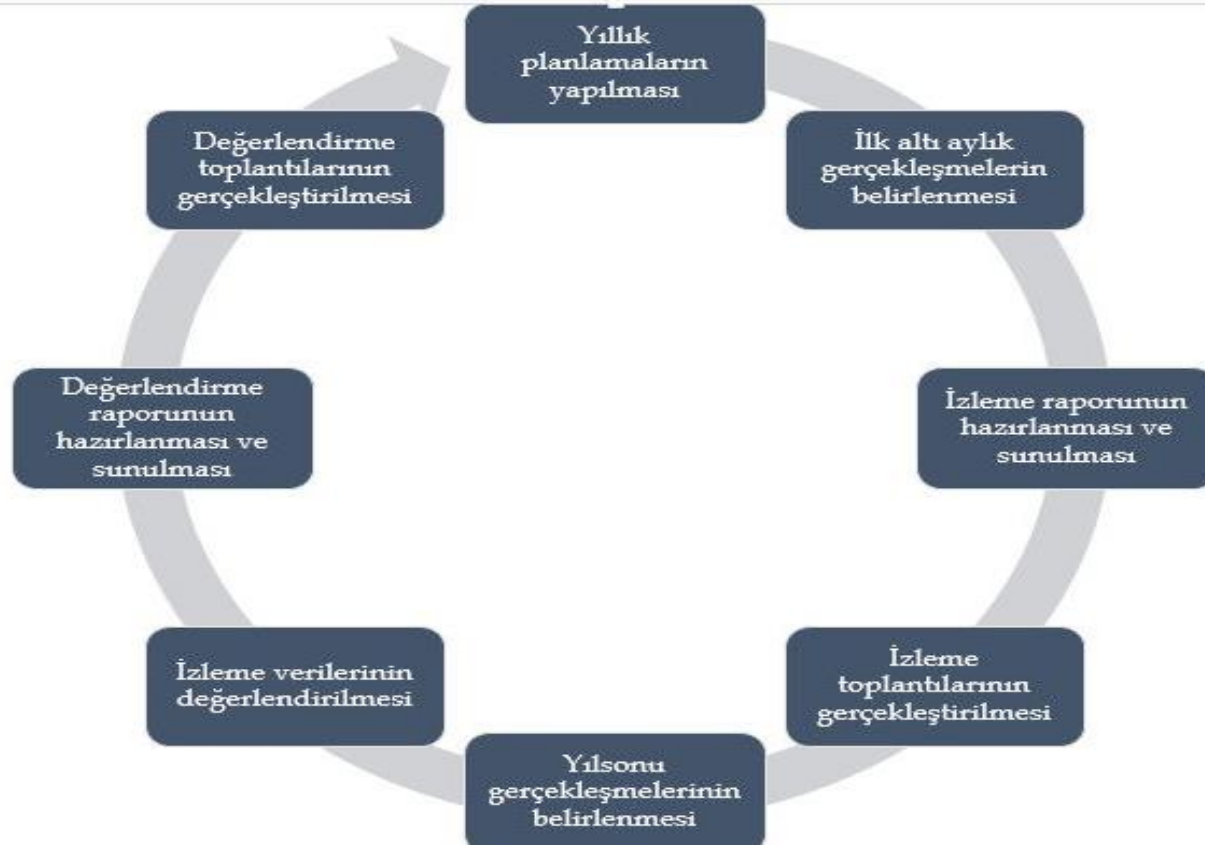 Yıllık
planlamaların
yapılması
İlk altı aylık
gerçekleşmelerin
belirlenmesi
İzleme raporunun
hazırlanması ve
sunulması
İzleme
toplantılarının
gerçekleştirilmesi
Yılsonu
gerçekleşmelerinin
belirlenmesi
İzleme verilerinin
değerlendirilmesi
Değerlendirme
raporunun
hazırlanması ve
sunulması
Değerlendirme
toplantılarının
gerçekleştirilmesi